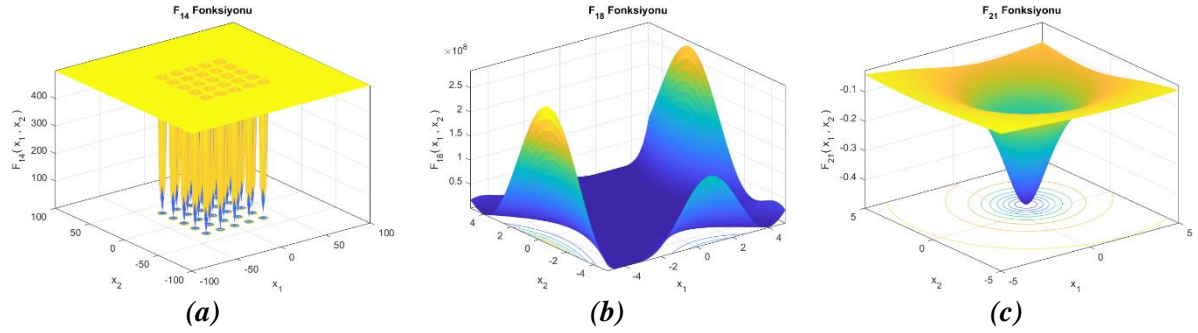 F14 Fonksiyonu
F14( x1 , x2 )
400
300
200
100
100
50
0
-50
-100
x2
-100
-50
0
50
100
x1
(a)
F18 Fonksiyonu
×10^8
F18( x1 , x2 )
2.5
2
1.5
1
0.5
4
2
0
-2
-4
x2
-4
-2
0
2
4
x1
(b)
F21 Fonksiyonu
F21( x1 , x2 )
-0.1
-0.2
-0.3
-0.4
5
0
-5
x2
-5
0
5
x1
(c)